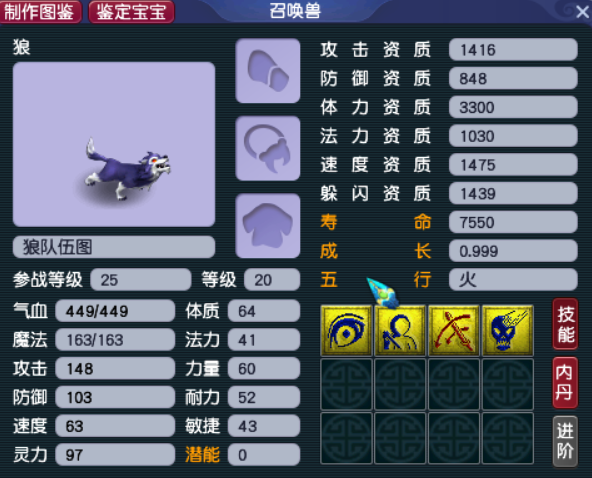 制作图鉴 鉴定宝宝 召唤兽
狼
攻击资质 1416
防御资质 848
体力资质 3300
法力资质 1030
速度资质 1475
躲闪资质 1439
寿命 7550
成长 0.999
五行 火
狼队伍图
参战等级 25 等级 20
气血 449/449 体质 64
魔法 163/163 法力 41
攻击 148 力量 60
防御 103 耐力 52
速度 63 敏捷 43
灵力 97 潜能 0
技能
内丹
进阶